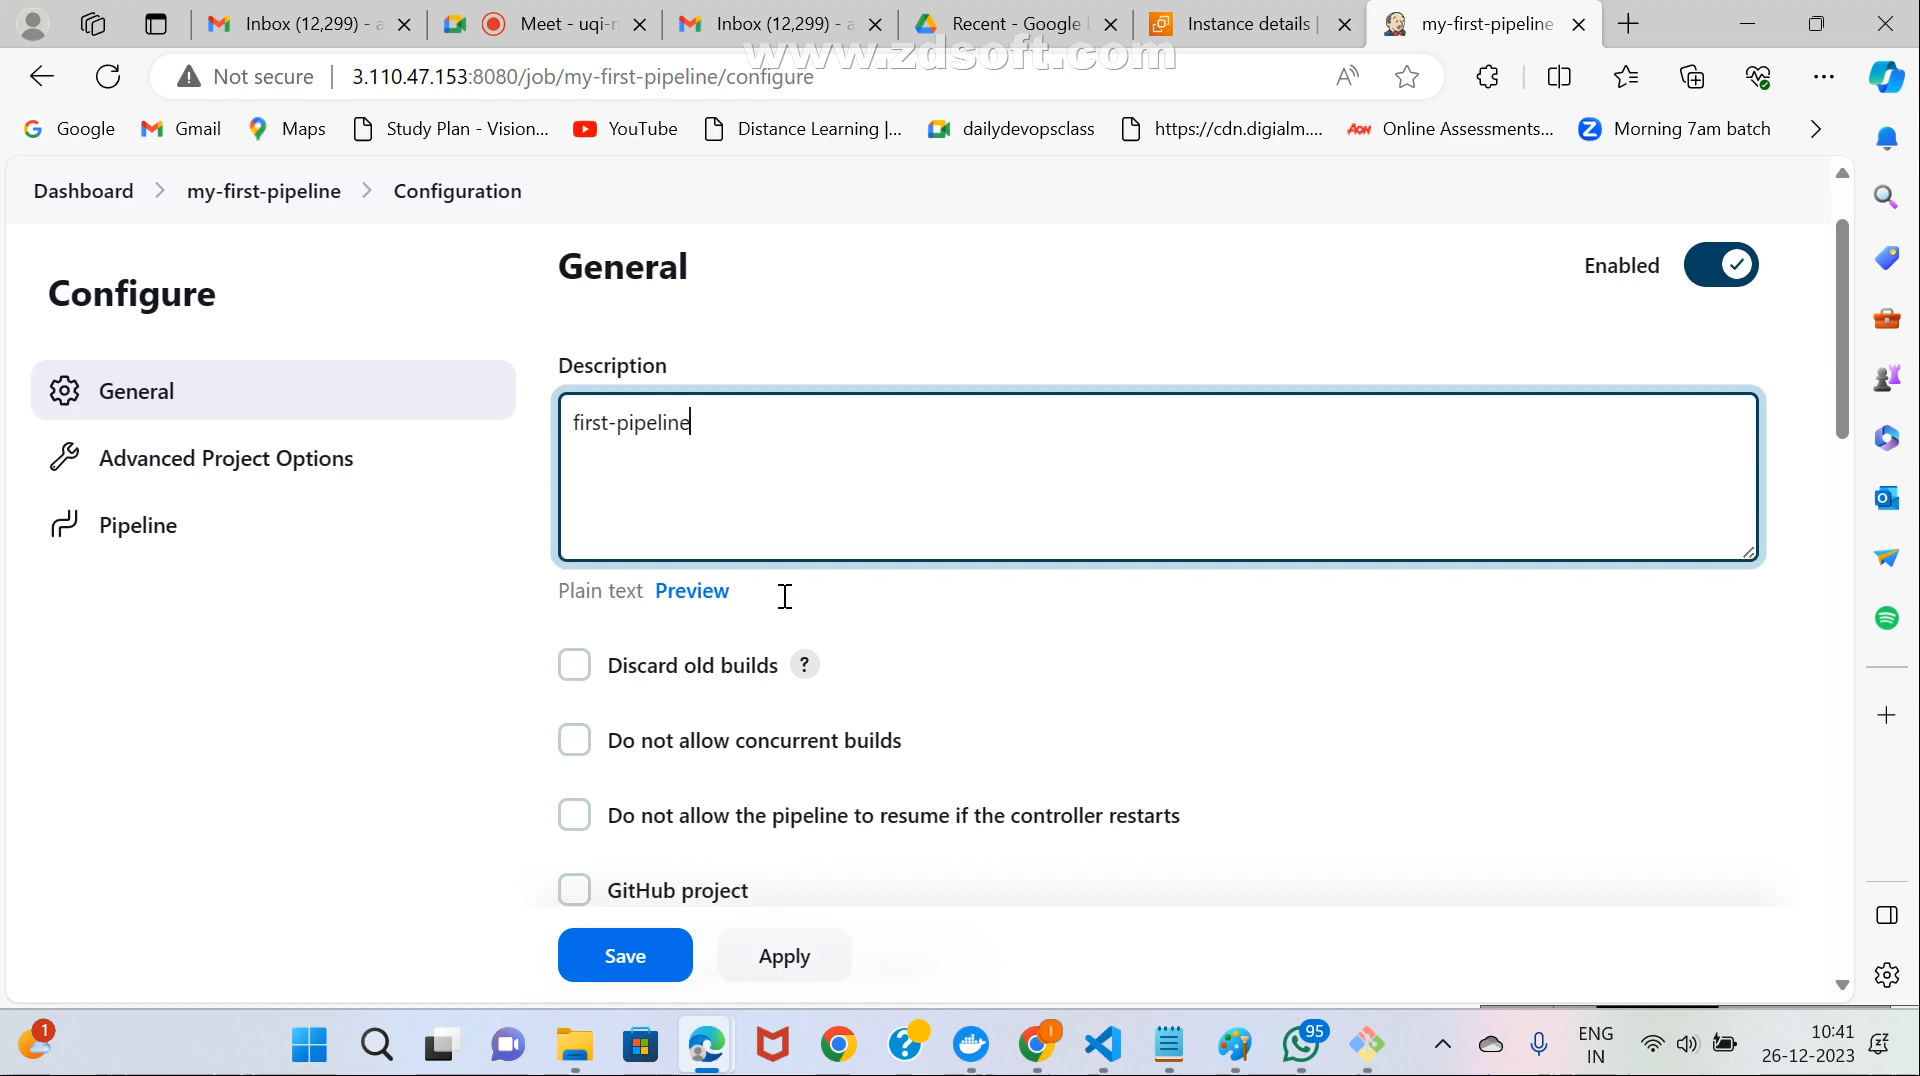 Inbox (12,299) - a
Meet - uqi-n
Inbox (12,299) - a
Recent - Google
Instance details |
my-first-pipeline
www.zdsoft.com
Not secure
3.110.47.153:8080/job/my-first-pipeline/configure
Google
Gmail
Maps
Study Plan - Vision...
YouTube
Distance Learning |...
dailydevopsclass
https://cdn.digialm....
AON
Online Assessments...
Z
Morning 7am batch
Dashboard
my-first-pipeline
Configuration
Configure
General
Advanced Project Options
Pipeline
General
Enabled
Description
first-pipeline
Plain text Preview
Discard old builds ?
Do not allow concurrent builds
Do not allow the pipeline to resume if the controller restarts
GitHub project
Save
Apply
1
95
ENG
IN
10:41
26-12-2023